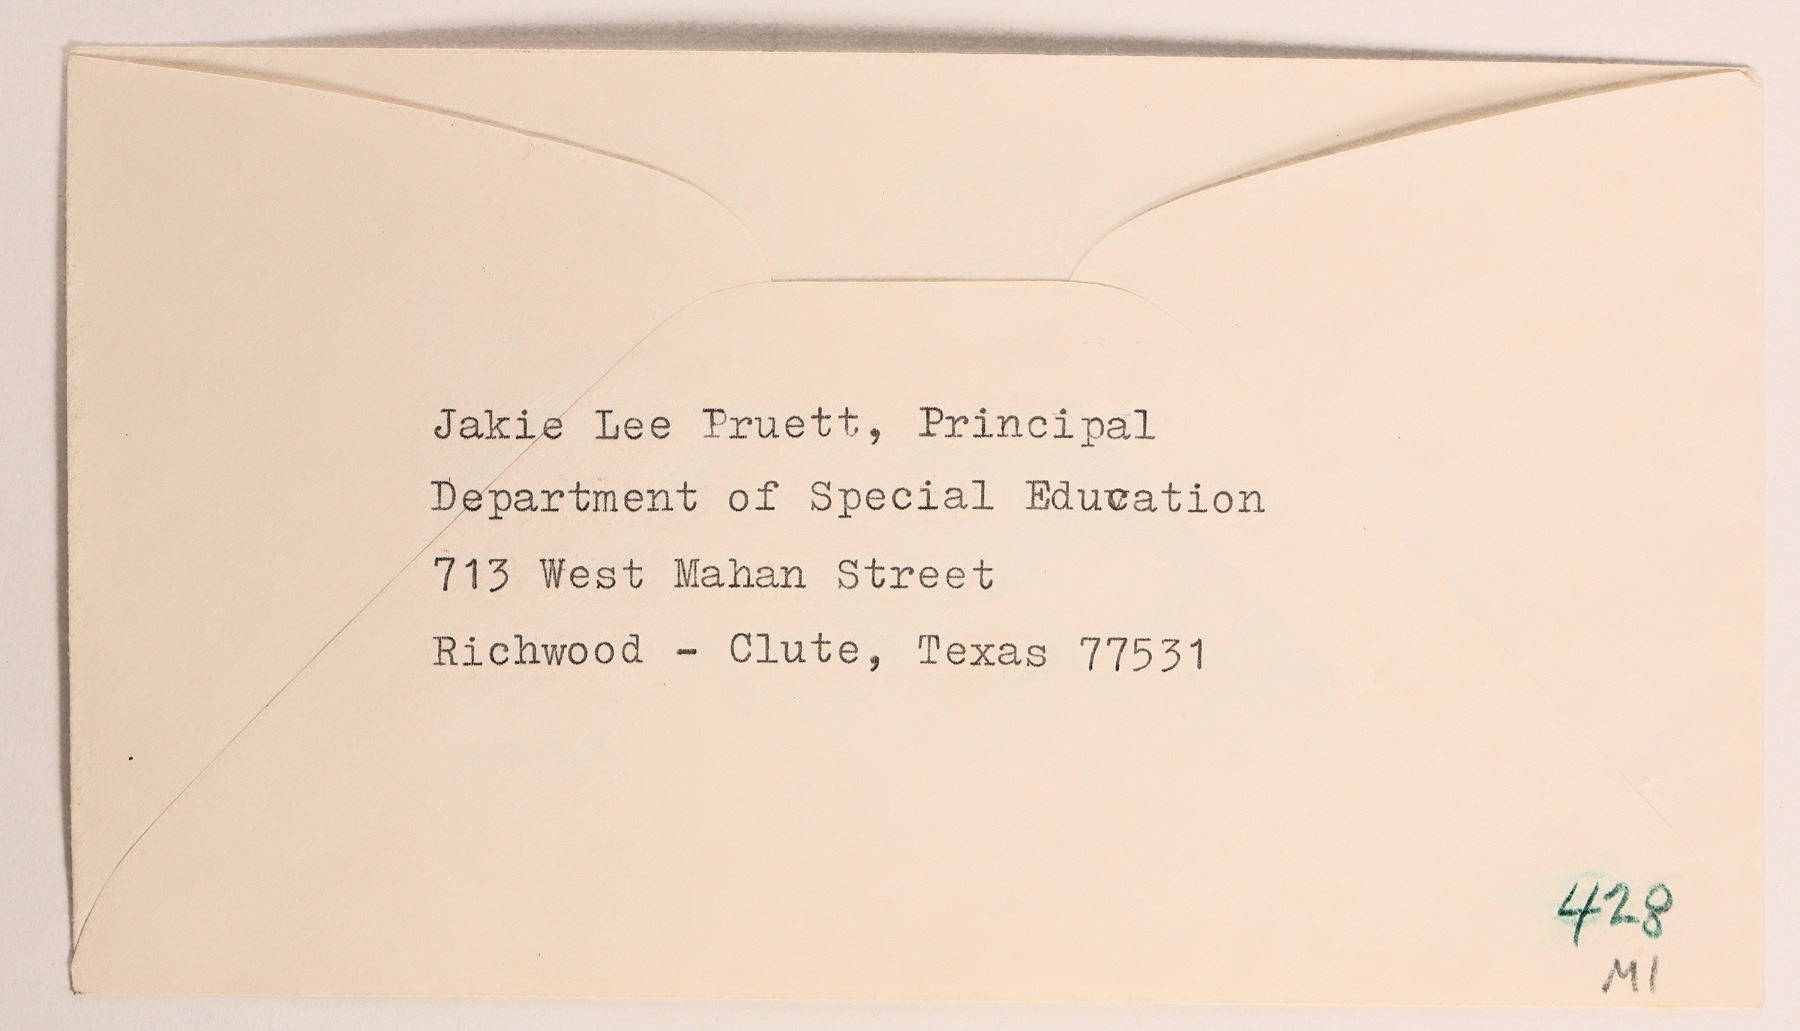 Jakie Lee Pruett, Principal
Department of Special Education
713 West Mahan Street
Richwood - Clute, Texas 77531
428
M1